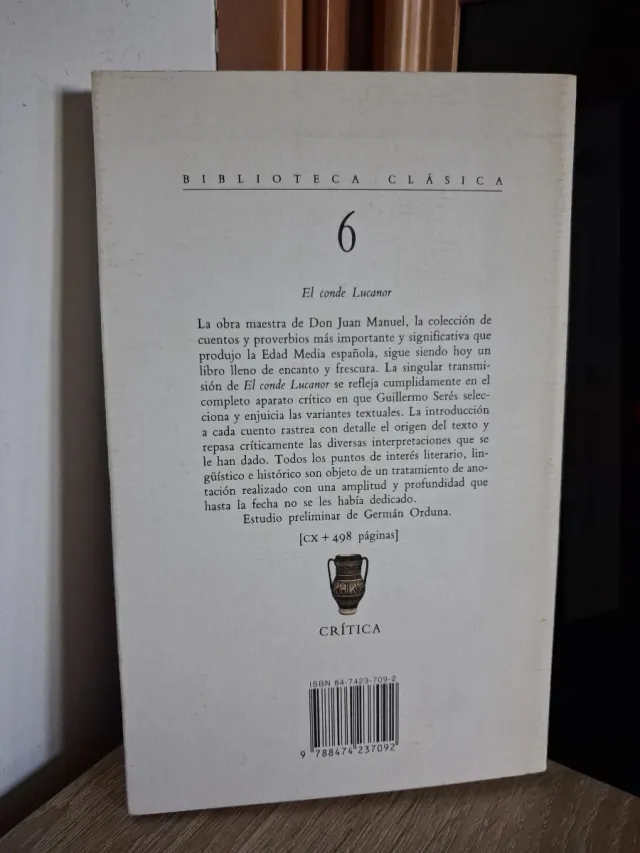 BIBLIOTECA CLÁSICA
6
El conde Lucanor
La obra maestra de Don Juan Manuel, la colección de
cuentos y proverbios más importante y significativa que
produjo la Edad Media española, sigue siendo hoy un
libro lleno de encanto y frescura. La singular transmi-
sión de El conde Lucanor se refleja cumplidamente en el
completo aparato crítico en que Guillermo Serés selec-
ciona y enjuicia las variantes textuales. La introducción
a cada cuento rastrea con detalle el origen del texto y
repasa críticamente las diversas interpretaciones que se
le han dado. Todos los puntos de interés literario, lin-
güístico e histórico son objeto de un tratamiento de ano-
tación realizado con una amplitud y profundidad que
hasta la fecha no se les había dedicado.
Estudio preliminar de Germán Orduna.
[CX + 498 páginas]
CRÍTICA
ISBN 84-7423-709-2
9 788474 237092